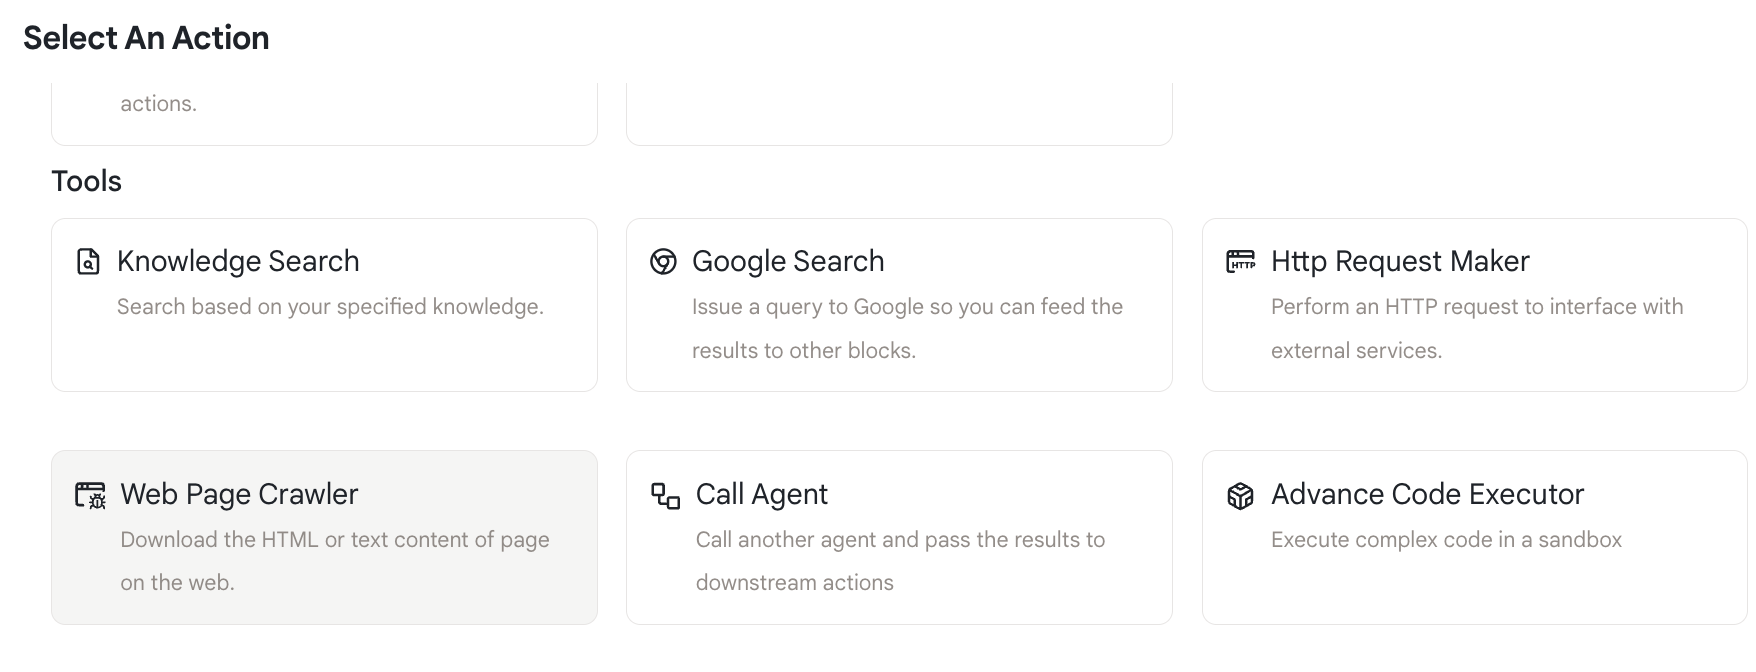 Select An Action
actions.
Tools
Knowledge Search
Search based on your specified knowledge.
Google Search
Issue a query to Google so you can feed the
results to other blocks.
HTTP
Http Request Maker
Perform an HTTP request to interface with
external services.
Web Page Crawler
Download the HTML or text content of page
on the web.
Call Agent
Call another agent and pass the results to
downstream actions
Advance Code Executor
Execute complex code in a sandbox